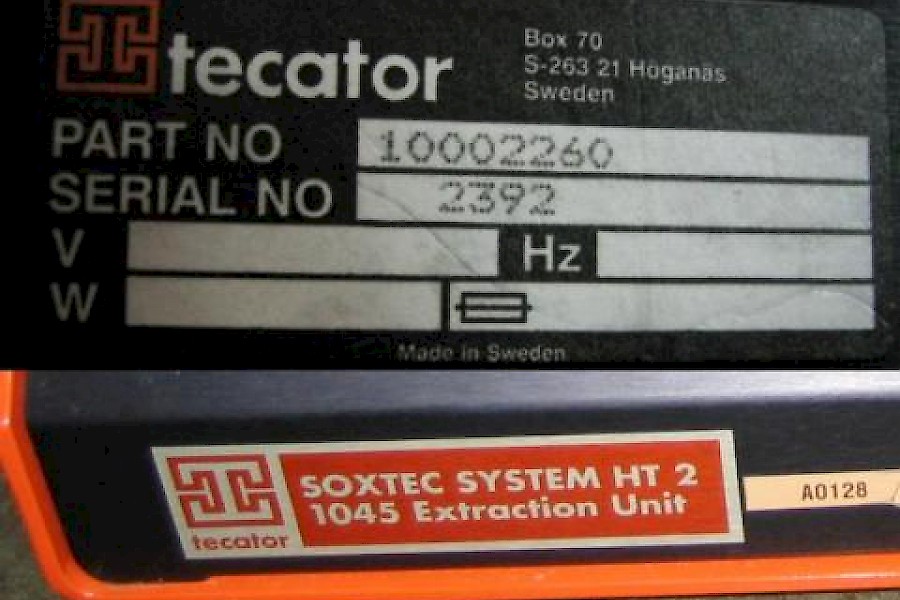 tecator
Box 70
S-263 21 Höganäs
Sweden
PART NO 10002260
SERIAL NO 2392
V Hz
W
Made in Sweden
SOXTEC SYSTEM HT 2
1045 Extraction Unit
tecator
A0128